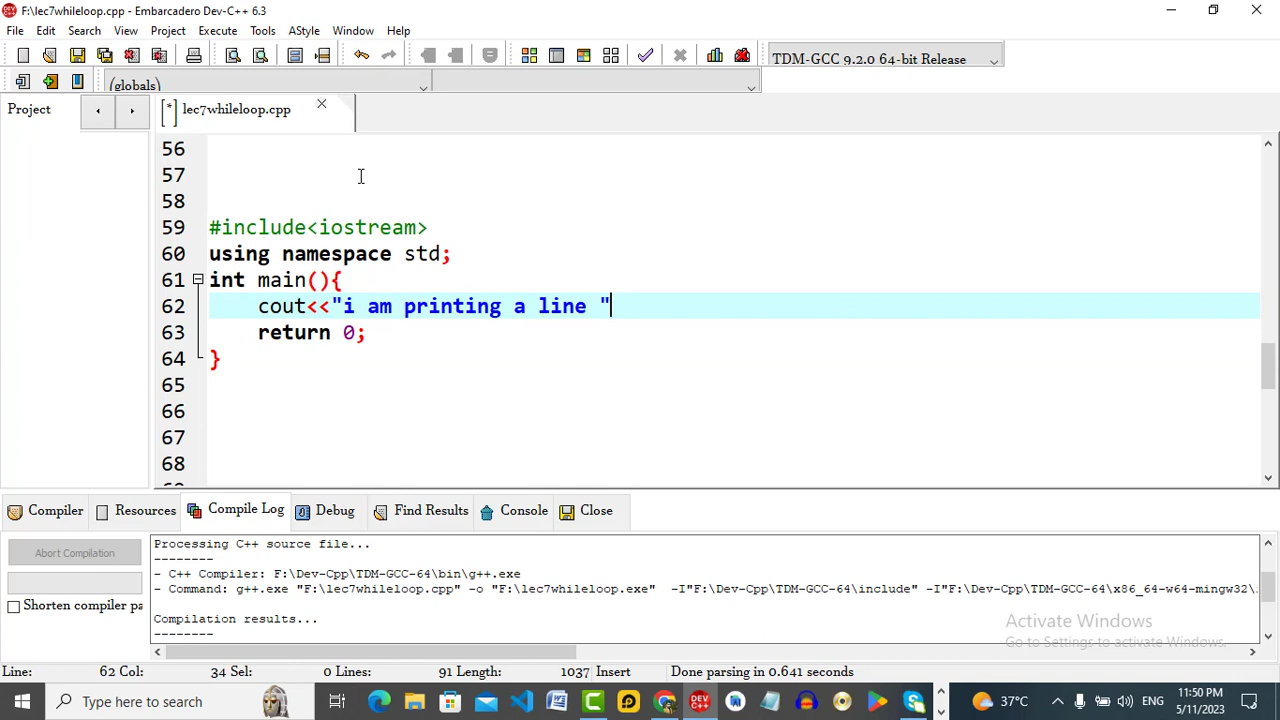 F:\lec7whileloop.cpp - Embarcadero Dev-C++ 6.3
File Edit Search View Project Execute Tools AStyle Window Help
TDM-GCC 9.2.0 64-bit Release
(globals)
Project
[*] lec7whileloop.cpp
56
57
58
59 #include<iostream>
60 using namespace std;
61 int main(){
62 cout<<"i am printing a line "
63 return 0;
64 }
65
66
67
68
Compiler Resources Compile Log Debug Find Results Console Close
Abort Compilation
Shorten compiler pa
Processing C++ source file...
--------
- C++ Compiler: F:\Dev-Cpp\TDM-GCC-64\bin\g++.exe
- Command: g++.exe "F:\lec7whileloop.cpp" -o "F:\lec7whileloop.exe" -I"F:\Dev-Cpp\TDM-GCC-64\include" -I"F:\Dev-Cpp\TDM-GCC-64\x86_64-w64-mingw32\
Compilation results...
--------
Activate Windows
Go to Settings to activate Windows.
Line: 62 Col: 34 Sel: 0 Lines: 91 Length: 1037 Insert Done parsing in 0.641 seconds
Type here to search
37°C
ENG
11:50 PM
5/11/2023